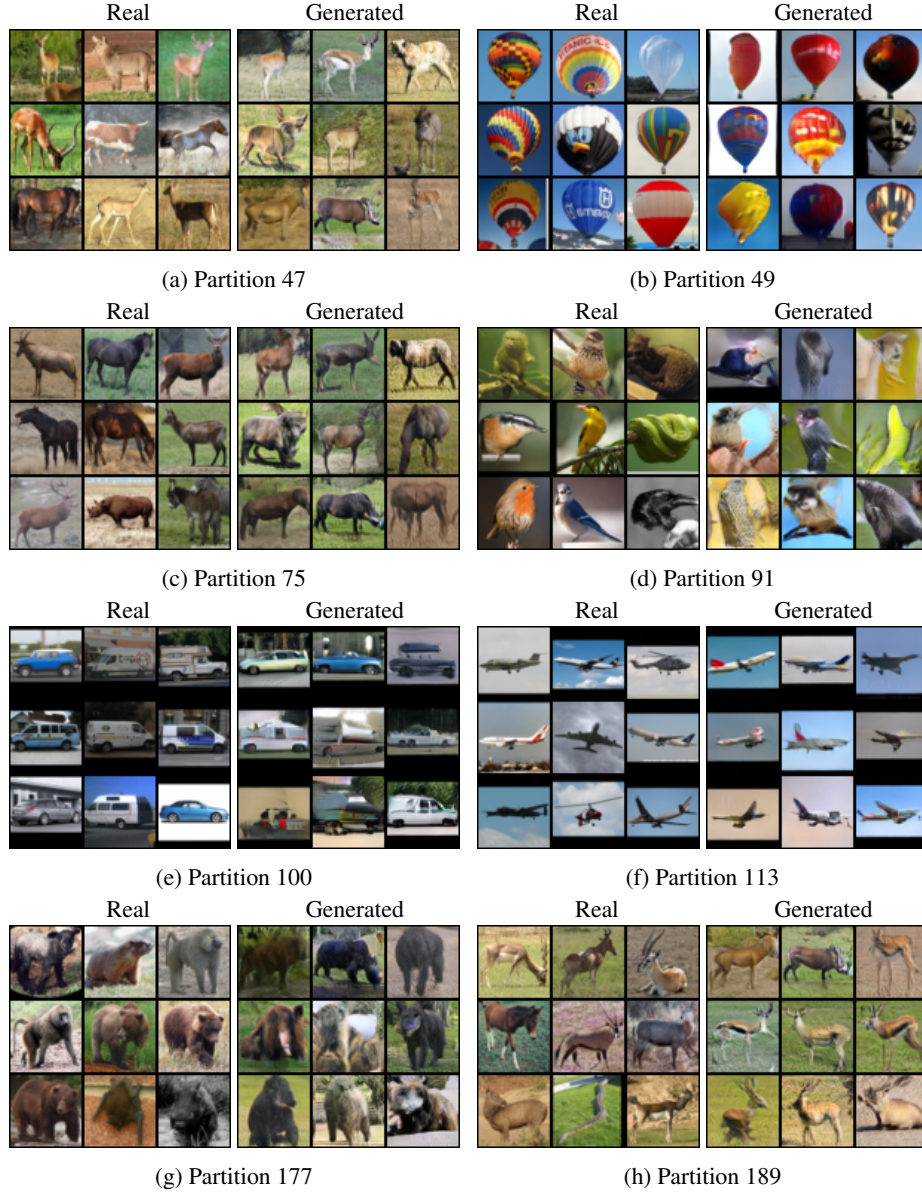 Real Generated Real Generated
TITANIC
(a) Partition 47 (b) Partition 49
Real Generated Real Generated
(c) Partition 75 (d) Partition 91
Real Generated Real Generated
(e) Partition 100 (f) Partition 113
Real Generated Real Generated
(g) Partition 177 (h) Partition 189